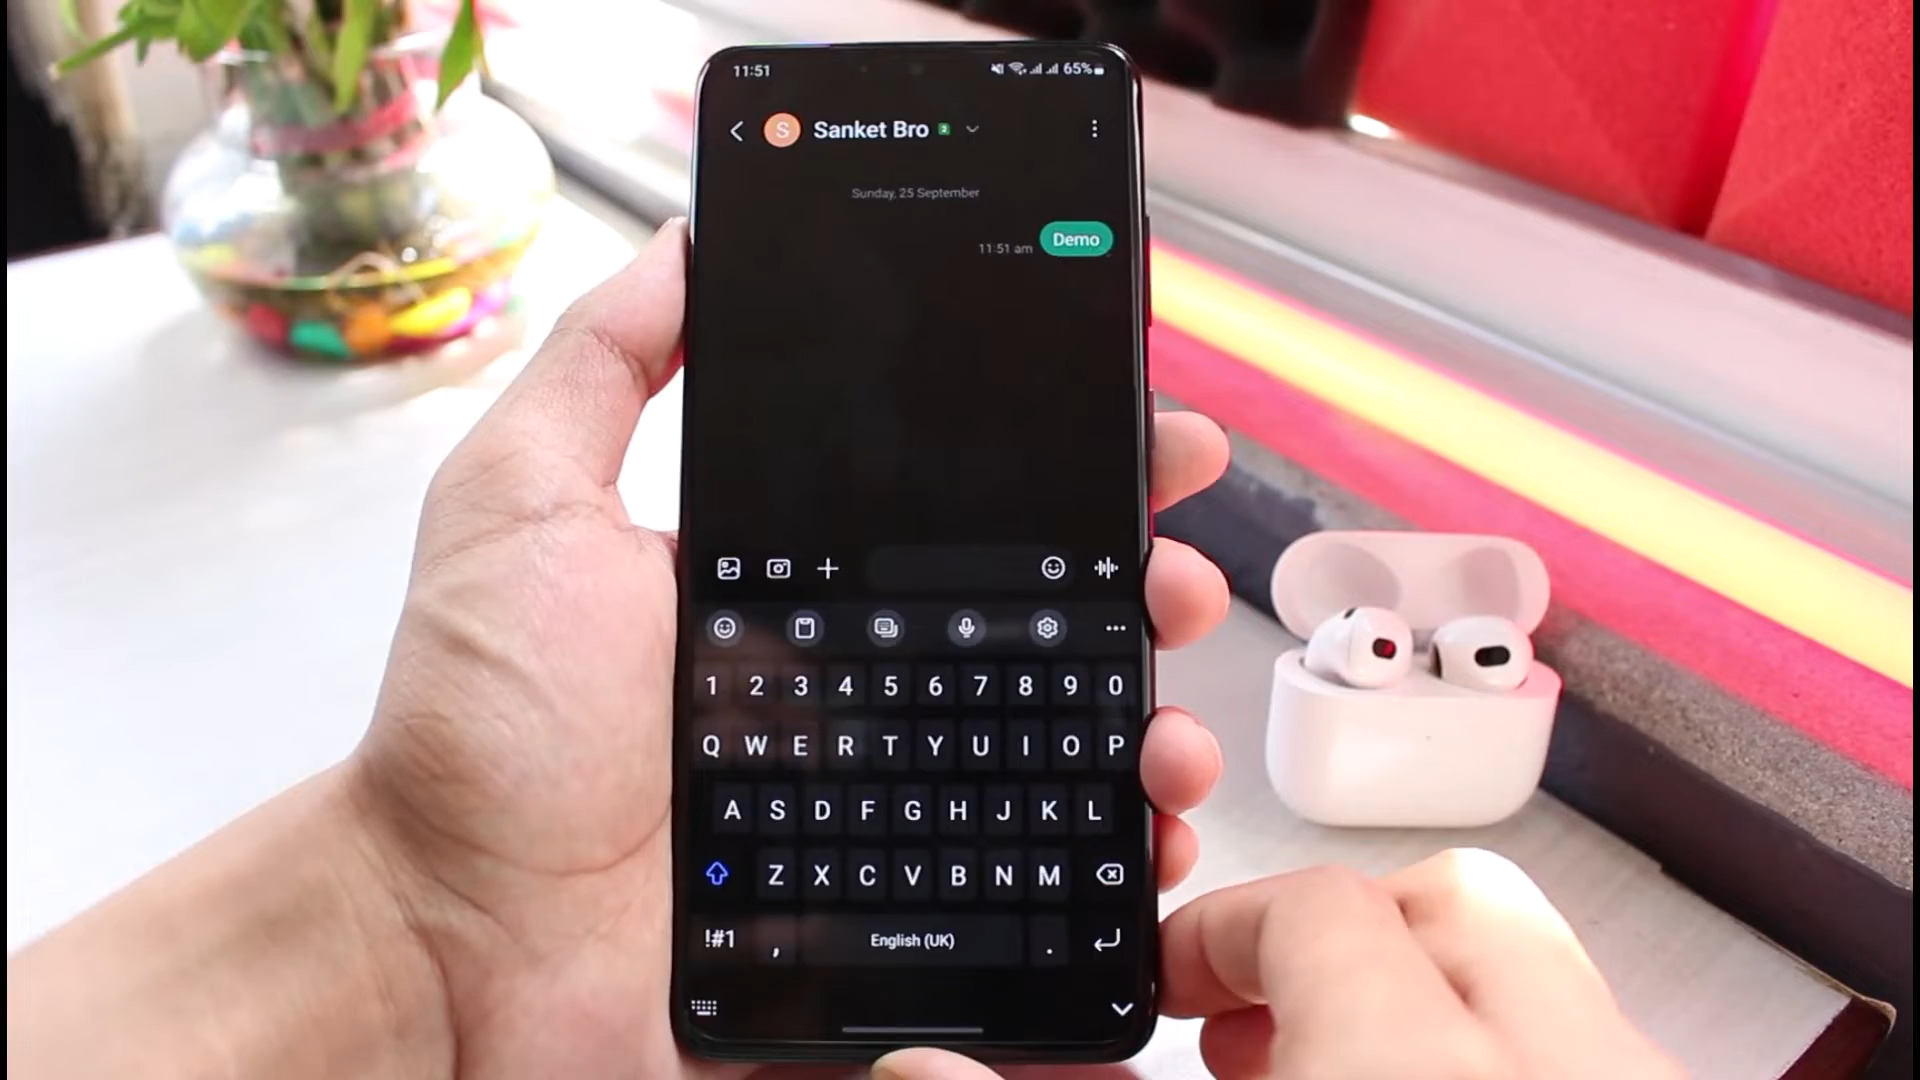 11:51
65%
S Sanket Bro 2
Sunday, 25 September
11:51 am Demo
1 2 3 4 5 6 7 8 9 0
Q W E R T Y U I O P
A S D F G H J K L
Z X C V B N M
!#1 , English (UK) .